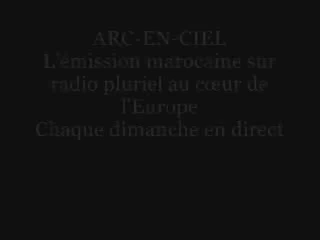 ARC-EN-CIEL
L'émission marocaine sur
radio pluriel au cœur de
l'Europe
Chaque dimanche en direct